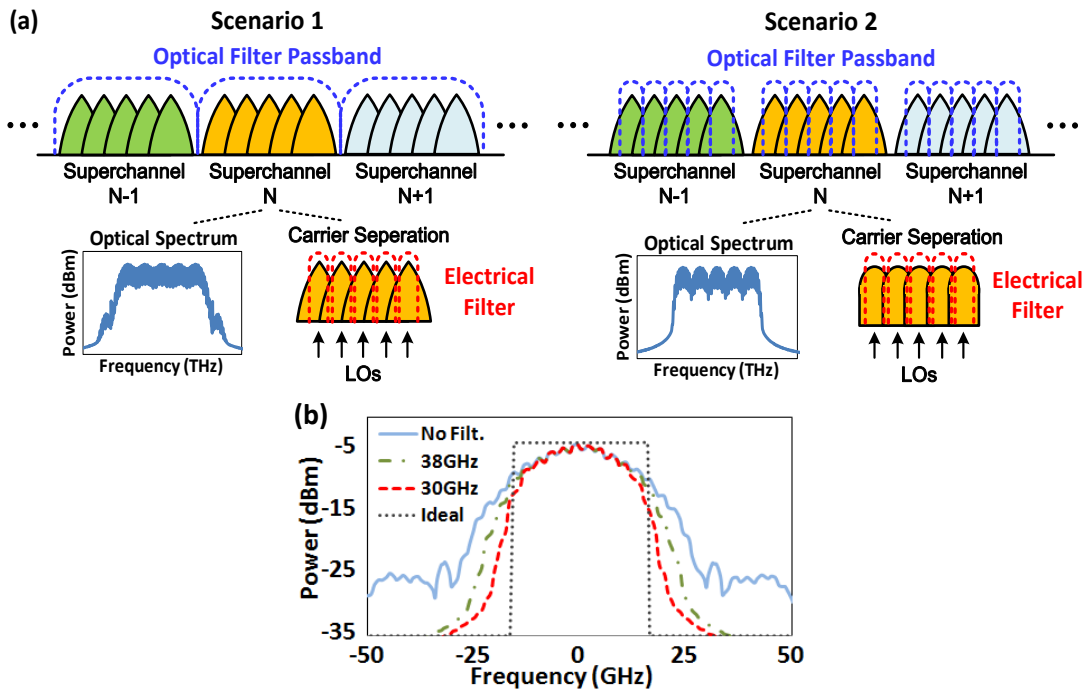 (a)
Scenario 1
Scenario 2
Optical Filter Passband
Optical Filter Passband
•••
•••
•••
•••
Superchannel
N-1
Superchannel
N
Superchannel
N+1
Superchannel
N-1
Superchannel
N
Superchannel
N+1
Optical Spectrum
Power (dBm)
Frequency (THz)
Carrier Seperation
Electrical
Filter
LOs
Optical Spectrum
Power (dBm)
Frequency (THz)
Carrier Seperation
Electrical
Filter
LOs
(b)
Power (dBm)
-5
-15
-25
-35
No Filt.
38GHz
30GHz
Ideal
-50
-25
0
25
50
Frequency (GHz)